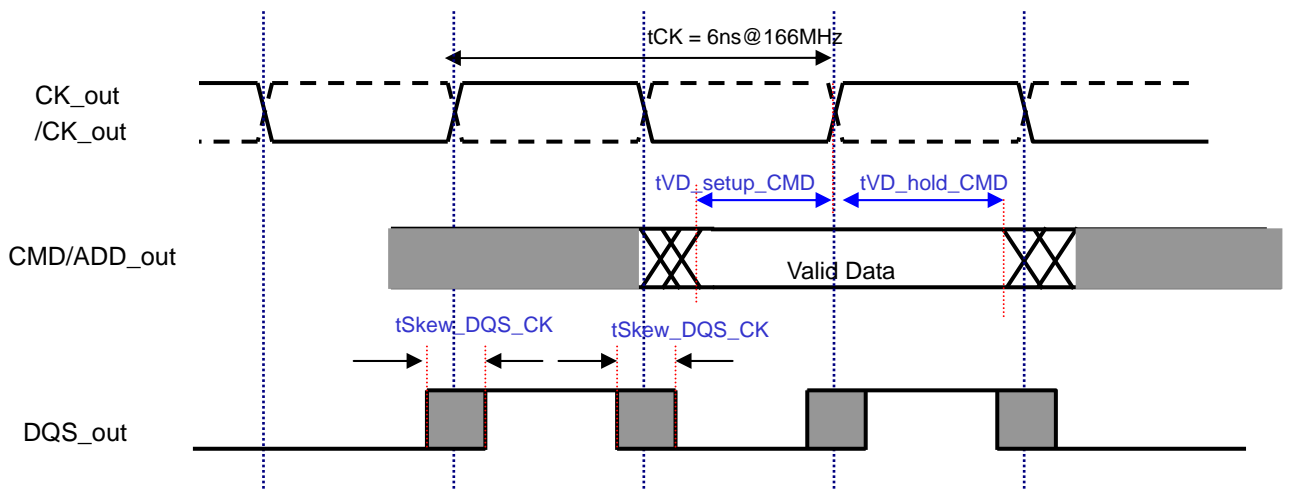 tCK = 6ns@166MHz
CK_out
/CK_out
tVD_setup_CMD
tVD_hold_CMD
CMD/ADD_out
Valid Data
tSkew_DQS_CK
tSkew_DQS_CK
DQS_out